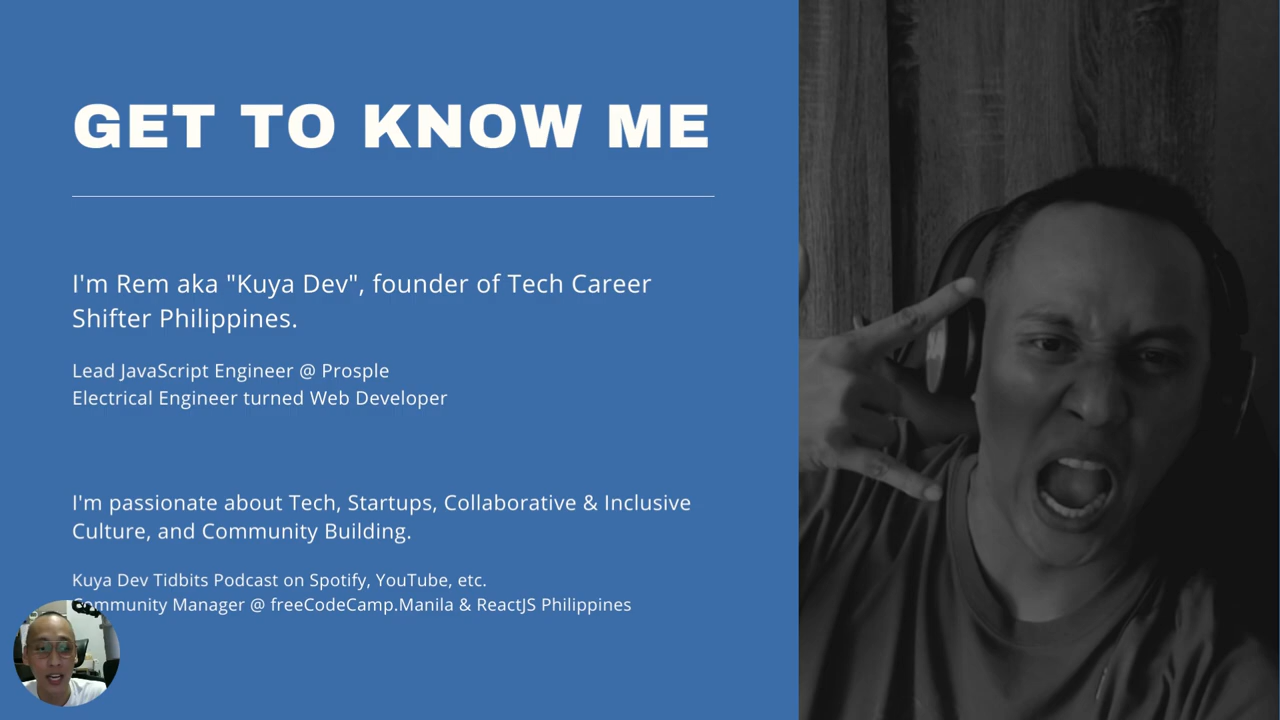 GET TO KNOW ME
I'm Rem aka "Kuya Dev", founder of Tech Career
Shifter Philippines.
Lead JavaScript Engineer @ Prosple
Electrical Engineer turned Web Developer
I'm passionate about Tech, Startups, Collaborative & Inclusive
Culture, and Community Building.
Kuya Dev Tidbits Podcast on Spotify, YouTube, etc.
Community Manager @ freeCodeCamp.Manila & ReactJS Philippines